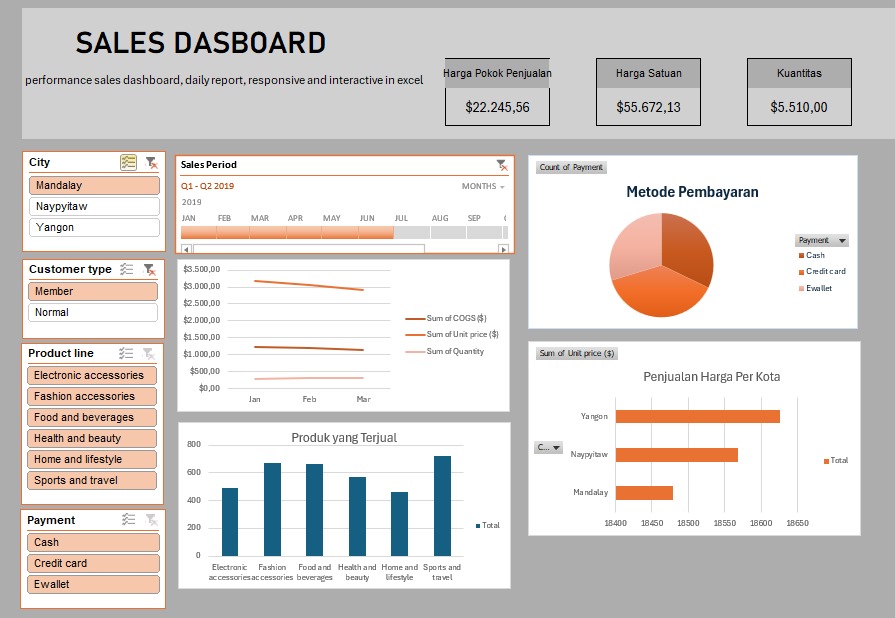 SALES DASBOARD
performance sales dashboard, daily report, responsive and interactive in excel
Harga Pokok Penjualan
$22.245,56
Harga Satuan
$55.672,13
Kuantitas
$5.510,00
City
Mandalay
Naypyitaw
Yangon
Customer type
Member
Normal
Product line
Electronic accessories
Fashion accessories
Food and beverages
Health and beauty
Home and lifestyle
Sports and travel
Payment
Cash
Credit card
Ewallet
Sales Period
Q1 - Q2 2019
MONTHS
2019
JAN FEB MAR APR MAY JUN JUL AUG SEP
$3.500,00
$3.000,00
$2.500,00
$2.000,00
$1.500,00
$1.000,00
$500,00
$0,00
Jan Feb Mar
Sum of COGS ($)
Sum of Unit price ($)
Sum of Quantity
Produk yang Terjual
800
600
400
200
0
Electronic accessories
Fashion accessories
Food and beverages
Health and beauty
Home and lifestyle
Sports and travel
Total
Count of Payment
Metode Pembayaran
Payment
Cash
Credit card
Ewallet
Sum of Unit price ($)
Penjualan Harga Per Kota
C...
Yangon
Naypyitaw
Mandalay
18400 18450 18500 18550 18600 18650
Total